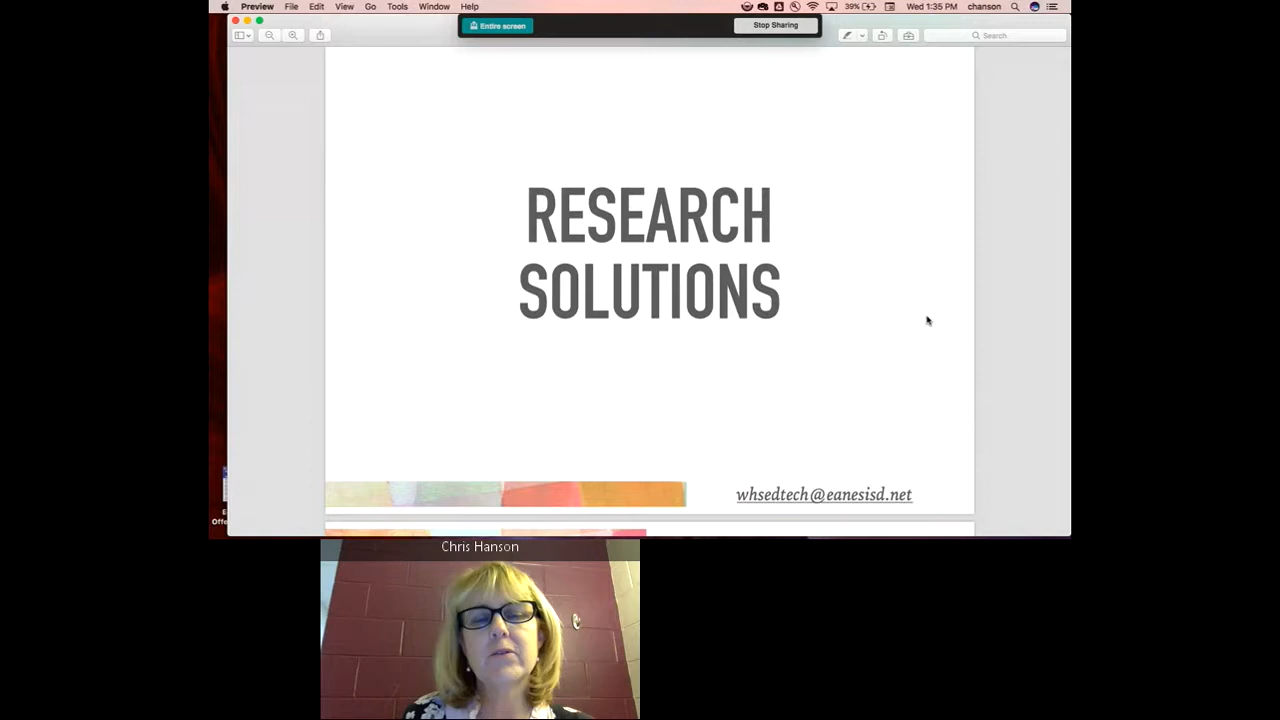 Preview File Edit View Go Tools Window Help 39% Wed 1:35 PM chanson
Entire screen Stop Sharing
Search
RESEARCH
SOLUTIONS
whsedtech@eanesisd.net
Chris Hanson